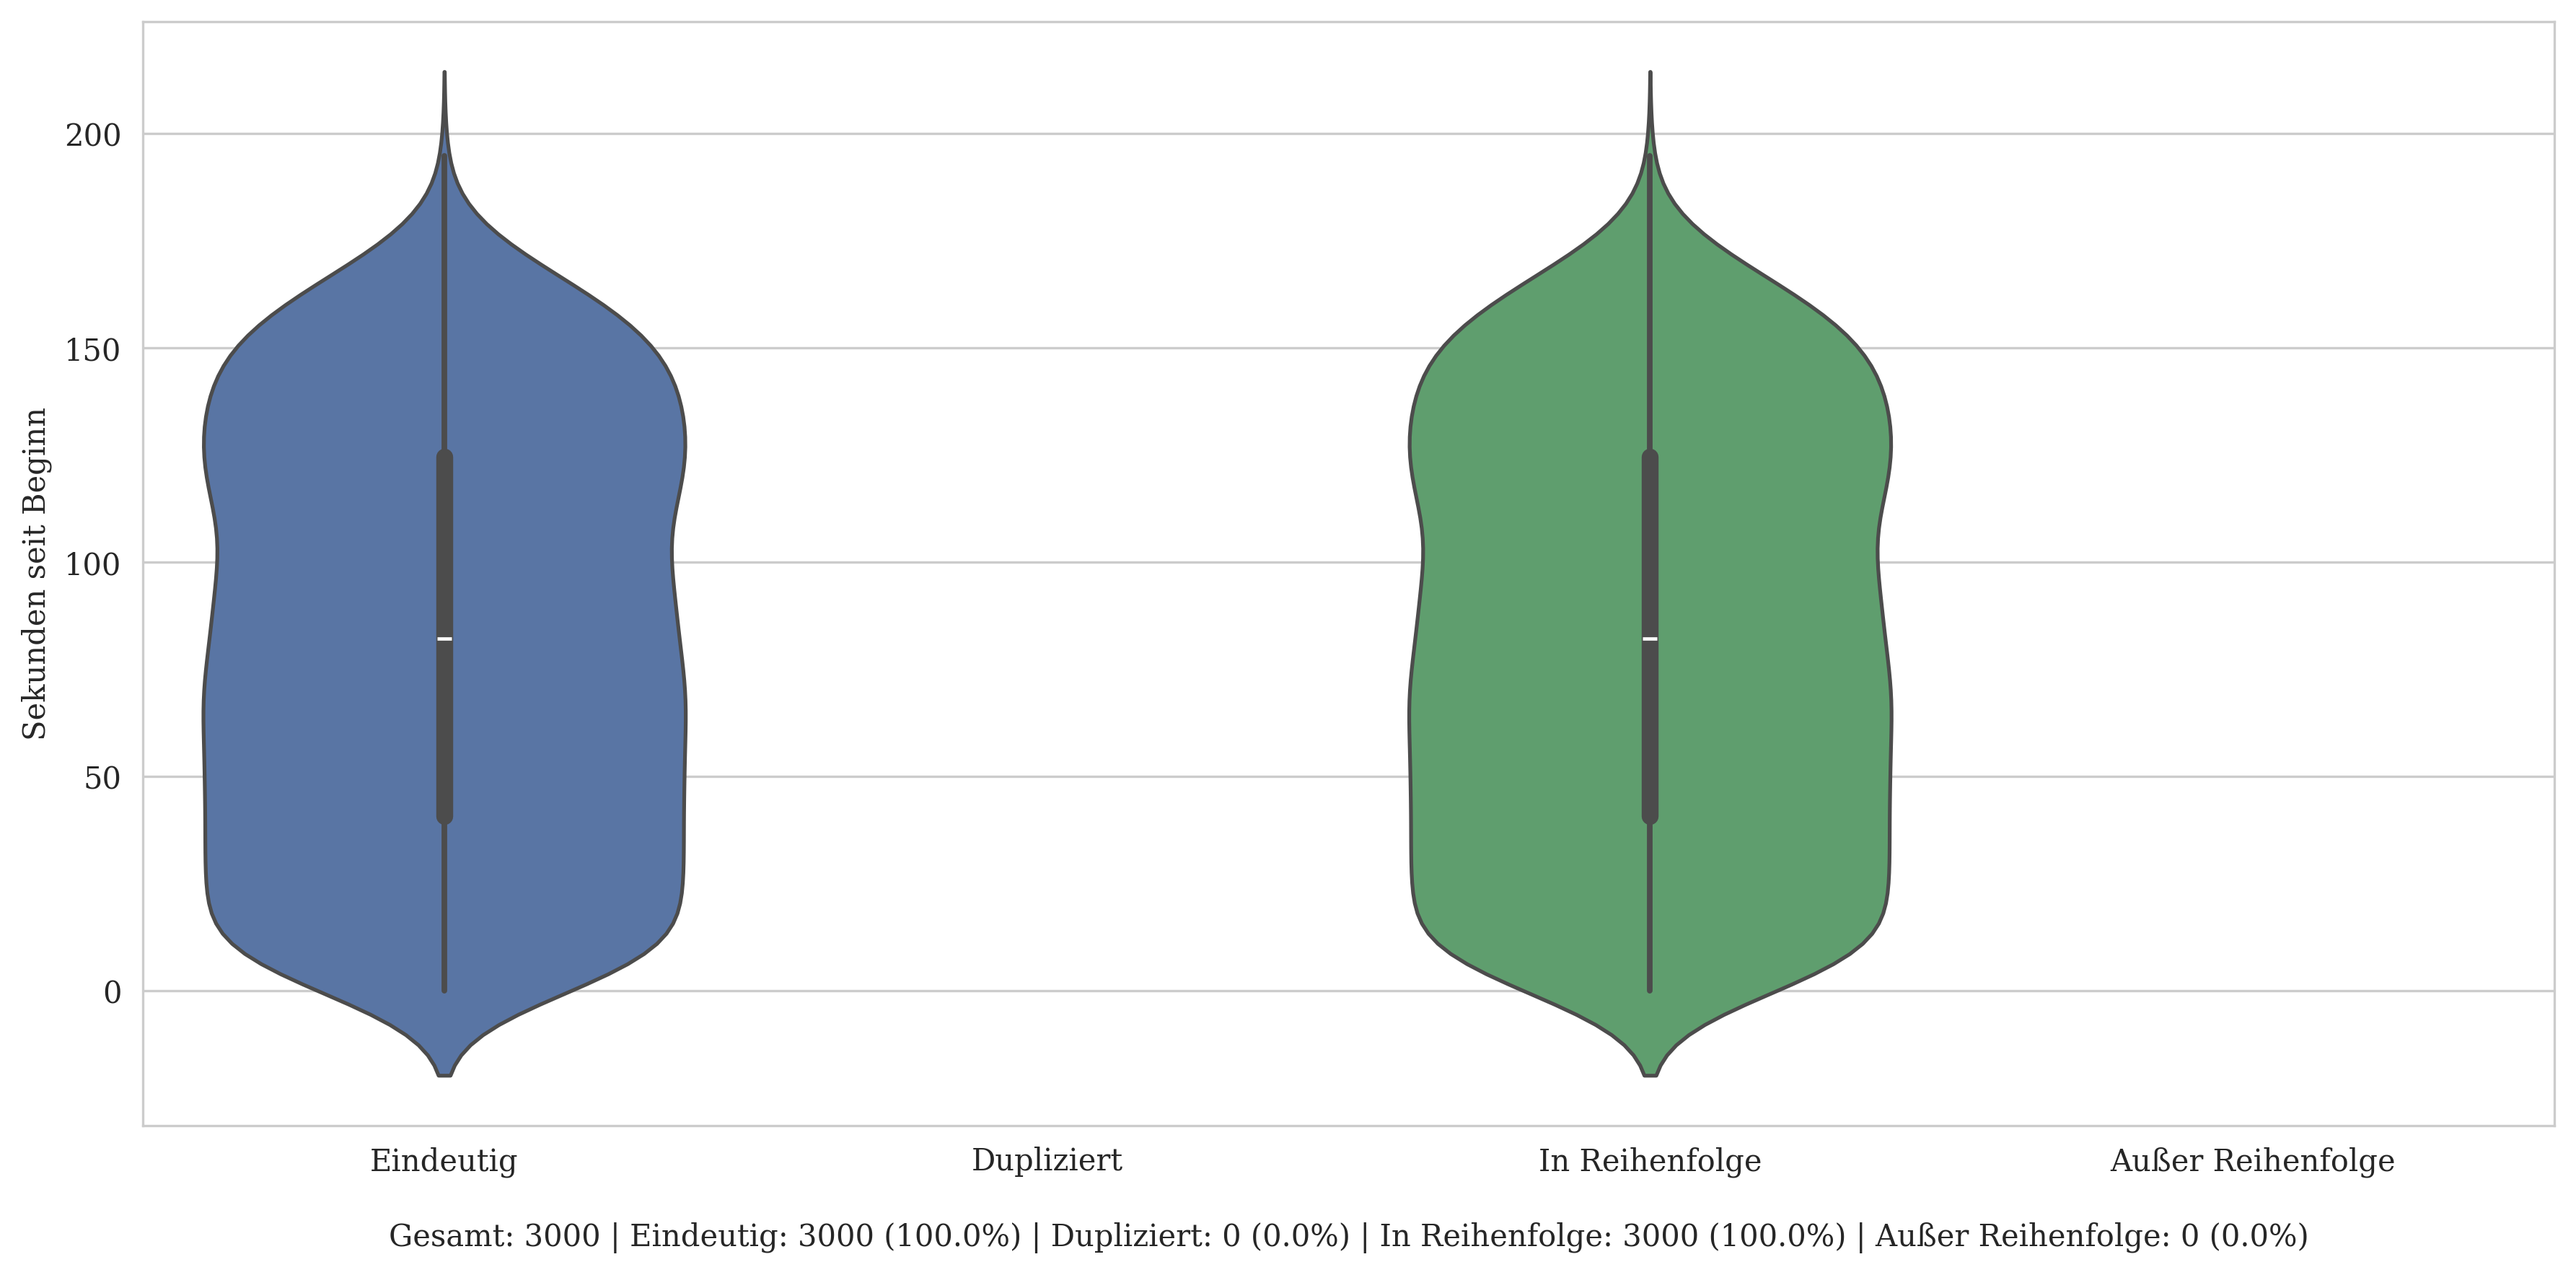 Sekunden seit Beginn
200
150
100
50
0
Eindeutig
Dupliziert
In Reihenfolge
Außer Reihenfolge
Gesamt: 3000 | Eindeutig: 3000 (100.0%) | Dupliziert: 0 (0.0%) | In Reihenfolge: 3000 (100.0%) | Außer Reihenfolge: 0 (0.0%)